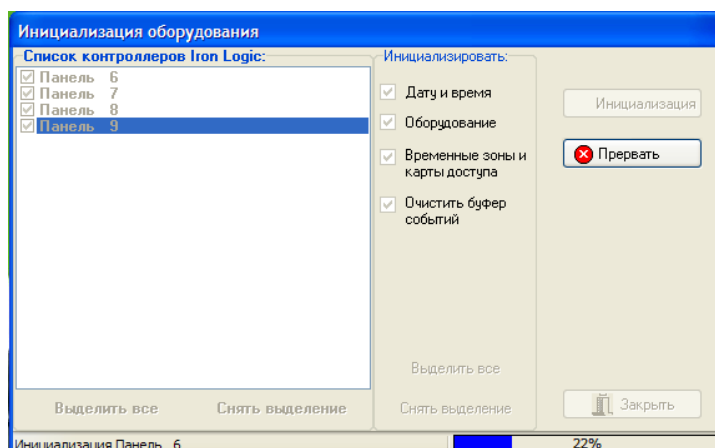 Инициализация оборудования
Список контроллеров Iron Logic:
Панель 6
Панель 7
Панель 8
Панель 9
Выделить все
Снять выделение
Инициализировать:
Дату и время
Оборудование
Временные зоны и
карты доступа
Очистить буфер
событий
Выделить все
Снять выделение
Инициализация
Прервать
Закрыть
Инициализация Панель 6
22%